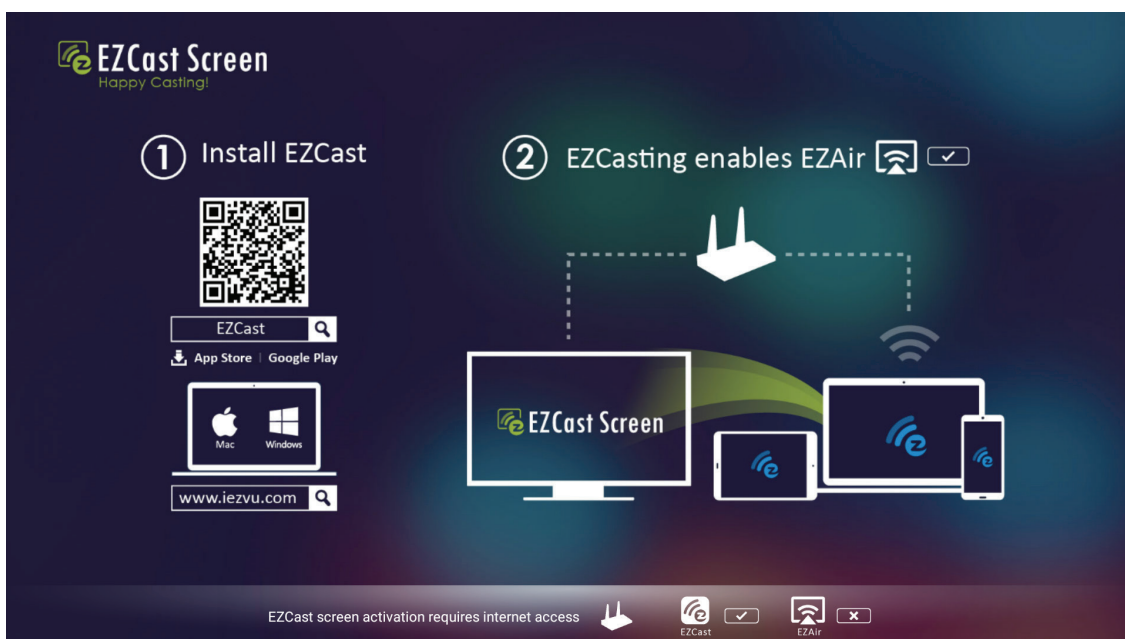 EZCast Screen
Happy Casting!
1 Install EZCast
EZCast
App Store | Google Play
Mac Windows
www.iezvu.com
2 EZCasting enables EZAir
EZCast Screen
EZCast screen activation requires internet access
EZCast
EZAir